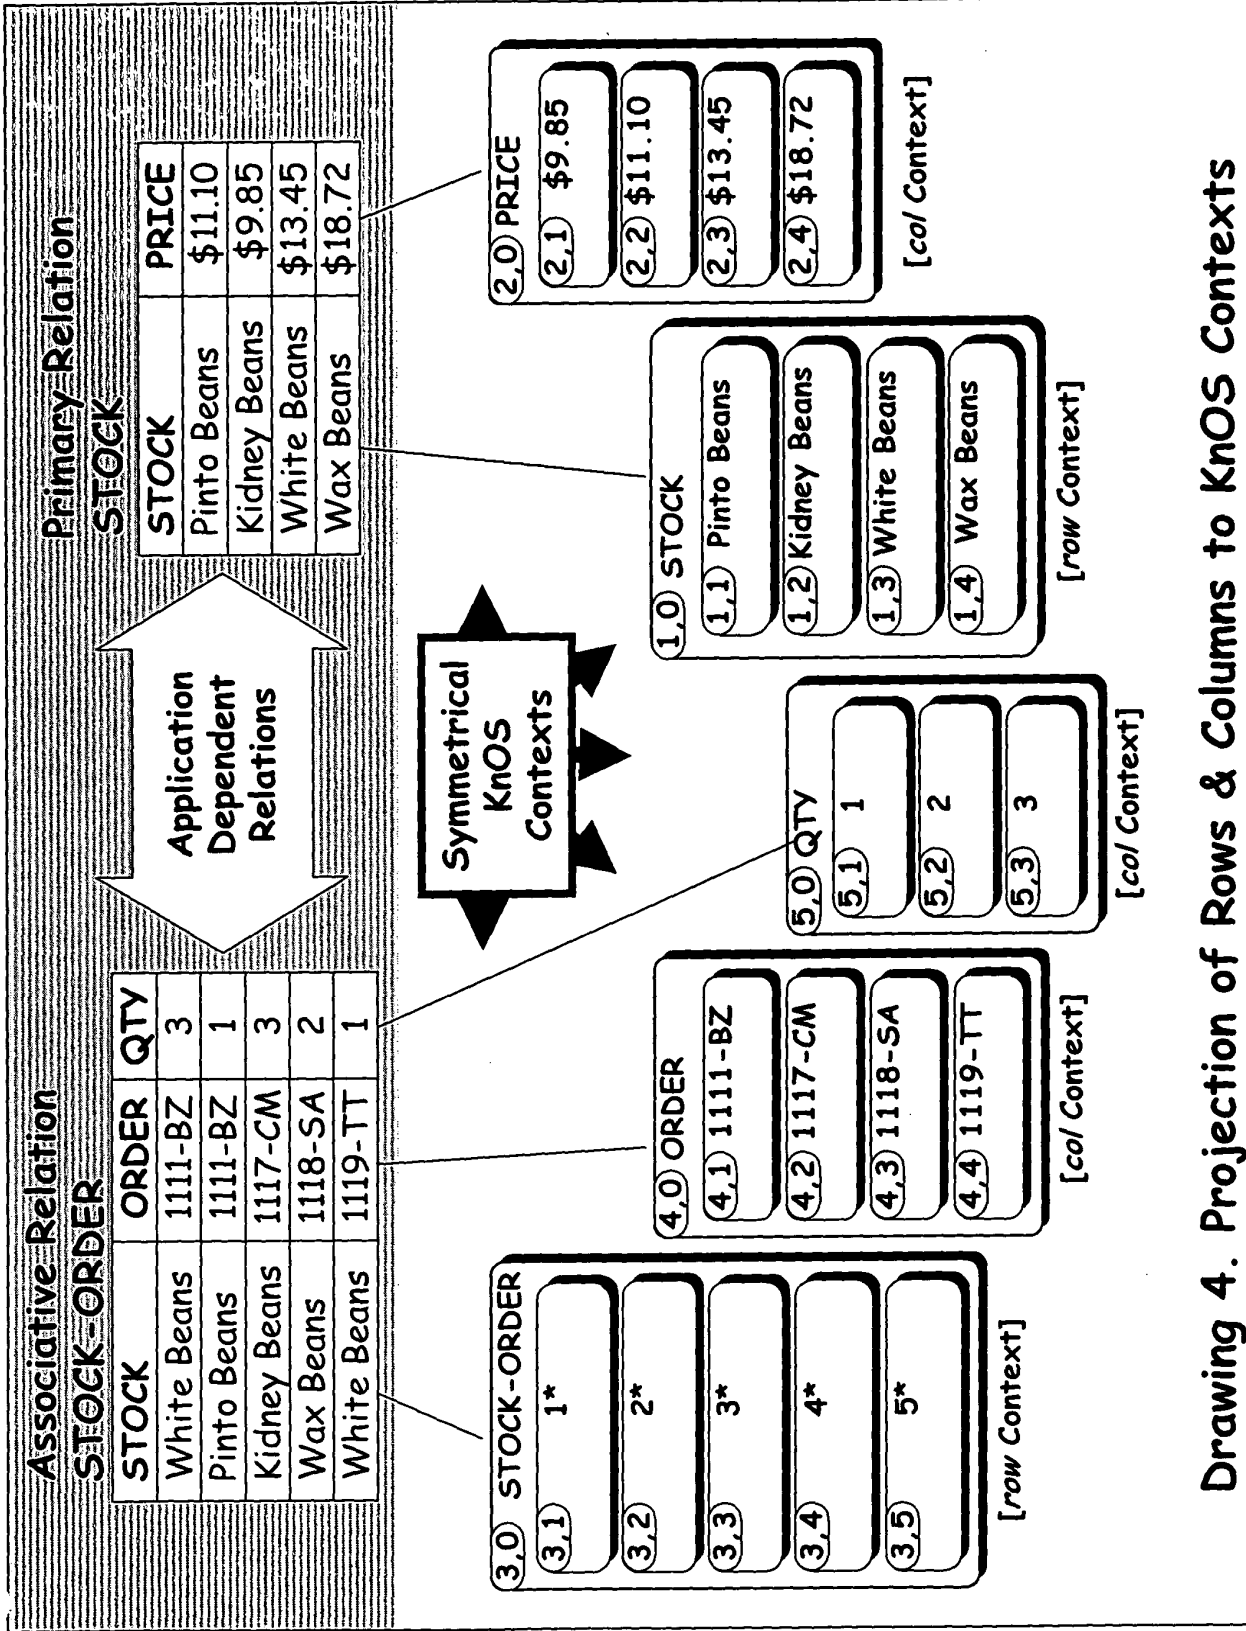 Associative Relation
STOCK-ORDER
STOCK ORDER QTY
White Beans 1111-BZ 3
Pinto Beans 1111-BZ 1
Kidney Beans 1117-CM 3
Wax Beans 1118-SA 2
White Beans 1119-TT 1
Application
Dependent
Relations
Primary Relation
STOCK
STOCK PRICE
Pinto Beans $11.10
Kidney Beans $9.85
White Beans $13.45
Wax Beans $18.72
Symmetrical
KnOS
Contexts
3,0 STOCK-ORDER
3,1 1*
3,2 2*
3,3 3*
3,4 4*
3,5 5*
[row Context]
4,0 ORDER
4,1 1111-BZ
4,2 1117-CM
4,3 1118-SA
4,4 1119-TT
[col Context]
5,0 QTY
5,1 1
5,2 2
5,3 3
[col Context]
1,0 STOCK
1,1 Pinto Beans
1,2 Kidney Beans
1,3 White Beans
1,4 Wax Beans
[row Context]
2,0 PRICE
2,1 $9.85
2,2 $11.10
2,3 $13.45
2,4 $18.72
[col Context]
Drawing 4. Projection of Rows & Columns to KnOS Contexts